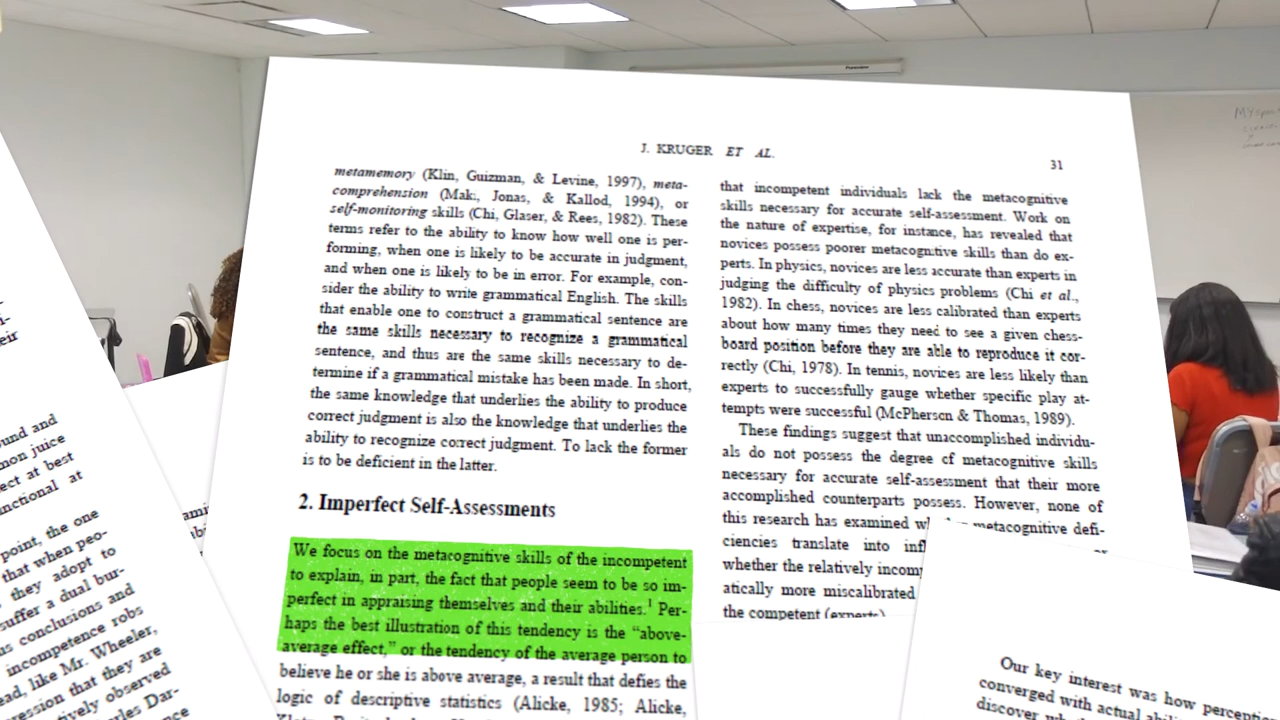 J. KRUGER ET AL.
31
metamemory (Klin, Guizman, & Levine, 1997), meta-
comprehension (Mak:, Jonas, & Kallod, 1994), or
self-monitoring skills (Chi, Glaser, & Rees, 1982). These
terms refer to the ability to know how well one is per-
forming, when one is likely to be accurate in judgment,
and when one is likely to be in error. For example, con-
sider the ability to write grammatical English. The skills
that enable one to construct a grammatical sentence are
the same skills necessary to recognize a grammatical
sentence, and thus are the same skills necessary to de-
termine if a grammatical mistake has been made. In short,
the same knowledge that underlies the ability to produce
correct judgment is also the knowledge that underlies the
ability to recognize correct judgment. To lack the former
is to be deficient in the latter.
2. Imperfect Self-Assessments
We focus on the metacognitive skills of the incompetent
to explain, in part, the fact that people seem to be so im-
perfect in appraising themselves and their abilities.¹ Per-
haps the best illustration of this tendency is the “above-
average effect,” or the tendency of the average person to
believe he or she is above average, a result that defies the
logic of descriptive statistics (Alicke, 1985; Alicke,
that incompetent individuals lack the metacognitive
skills necessary for accurate self-assessment. Work on
the nature of expertise, for instance, has revealed that
novices possess poorer metacognitive skills than do ex-
perts. In physics, novices are less accurate than experts in
judging the difficulty of physics problems (Chi et al.,
1982). In chess, novices are less calibrated than experts
about how many times they need to see a given chess-
board position before they are able to reproduce it cor-
rectly (Chi, 1978). In tennis, novices are less likely than
experts to successfully gauge whether specific play at-
tempts were successful (McPherson & Thomas, 1989).
These findings suggest that unaccomplished individu-
als do not possess the degree of metacognitive skills
necessary for accurate self-assessment that their more
accomplished counterparts possess. However, none of
this research has examined metacognitive defi-
ciencies translate into
whether the relatively
atically more miscalibrated
the competent (experts)
und and
mon juice
ect at best
nctional at
point, the one
that when peo-
they adopt to
suffer a dual bur-
conclusions and
incompetence robs
ead, like Mr. Wheeler,
ression that they are
tively observed
rles Dar-
Our key interest was how
converged with actual
discover